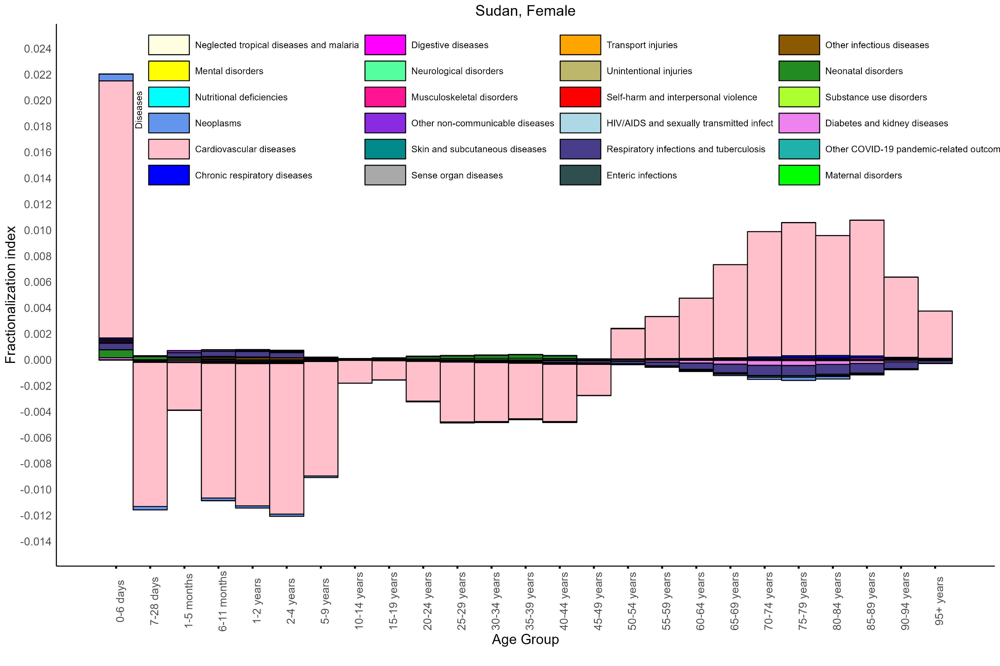 Sudan, Female
Fractionalization index
0.024
0.022
0.020
0.018
0.016
0.014
0.012
0.010
0.008
0.006
0.004
0.002
0.000
-0.002
-0.004
-0.006
-0.008
-0.010
-0.012
-0.014
Diseases
Neglected tropical diseases and malaria
Mental disorders
Nutritional deficiencies
Neoplasms
Cardiovascular diseases
Chronic respiratory diseases
Digestive diseases
Neurological disorders
Musculoskeletal disorders
Other non-communicable diseases
Skin and subcutaneous diseases
Sense organ diseases
Transport injuries
Unintentional injuries
Self-harm and interpersonal violence
HIV/AIDS and sexually transmitted infect
Respiratory infections and tuberculosis
Enteric infections
Other infectious diseases
Neonatal disorders
Substance use disorders
Diabetes and kidney diseases
Other COVID-19 pandemic-related outcom
Maternal disorders
0-6 days
7-28 days
1-5 months
6-11 months
1-2 years
2-4 years
5-9 years
10-14 years
15-19 years
20-24 years
25-29 years
30-34 years
35-39 years
40-44 years
45-49 years
50-54 years
55-59 years
60-64 years
65-69 years
70-74 years
75-79 years
80-84 years
85-89 years
90-94 years
95+ years
Age Group